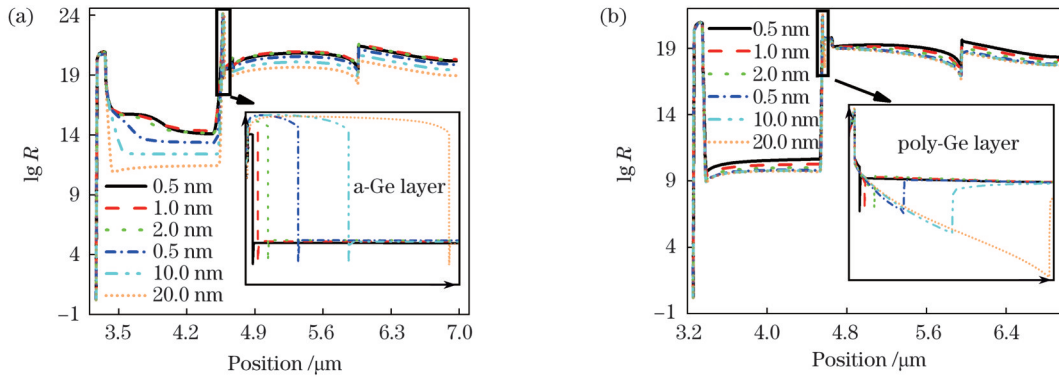 (a)
24
19
14
9
4
−1
lg R
0.5 nm
1.0 nm
2.0 nm
0.5 nm
10.0 nm
20.0 nm
a-Ge layer
3.5 4.2 4.9 5.6 6.3 7.0
Position /μm
(b)
19
14
9
4
−1
lg R
0.5 nm
1.0 nm
2.0 nm
0.5 nm
10.0 nm
20.0 nm
poly-Ge layer
3.2 4.0 4.8 5.6 6.4
Position /μm